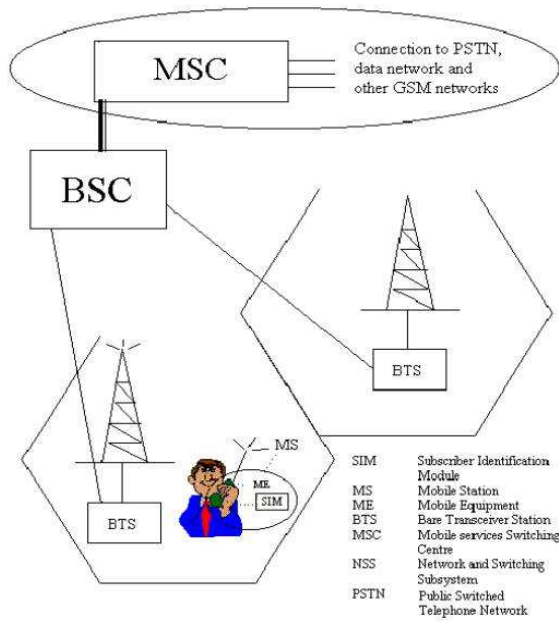 MSC
Connection to PSTN,
data network and
other GSM networks
BSC
BTS
MS
ME
SIM
BTS
SIM Subscriber Identification
Module
MS Mobile Station
ME Mobile Equipment
BTS Bare Transceiver Station
MSC Mobile services Switching
Centre
NSS Network and Switching
Subsystem
PSTN Public Switched
Telephone Network